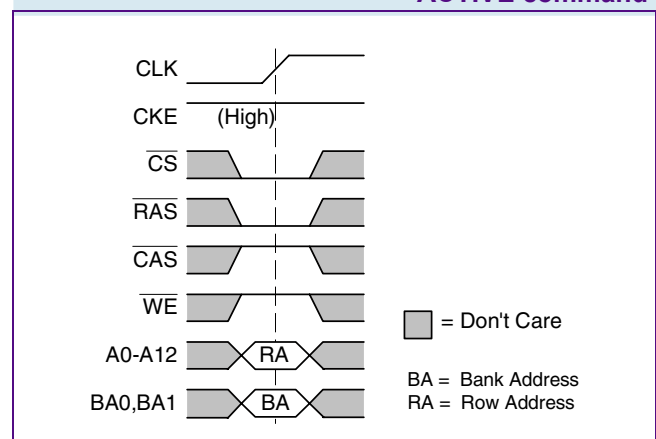 ACTIVE command
CLK
CKE (High)
CS
RAS
CAS
WE
= Don't Care
A0-A12 RA
BA = Bank Address
BA0,BA1 BA
RA = Row Address